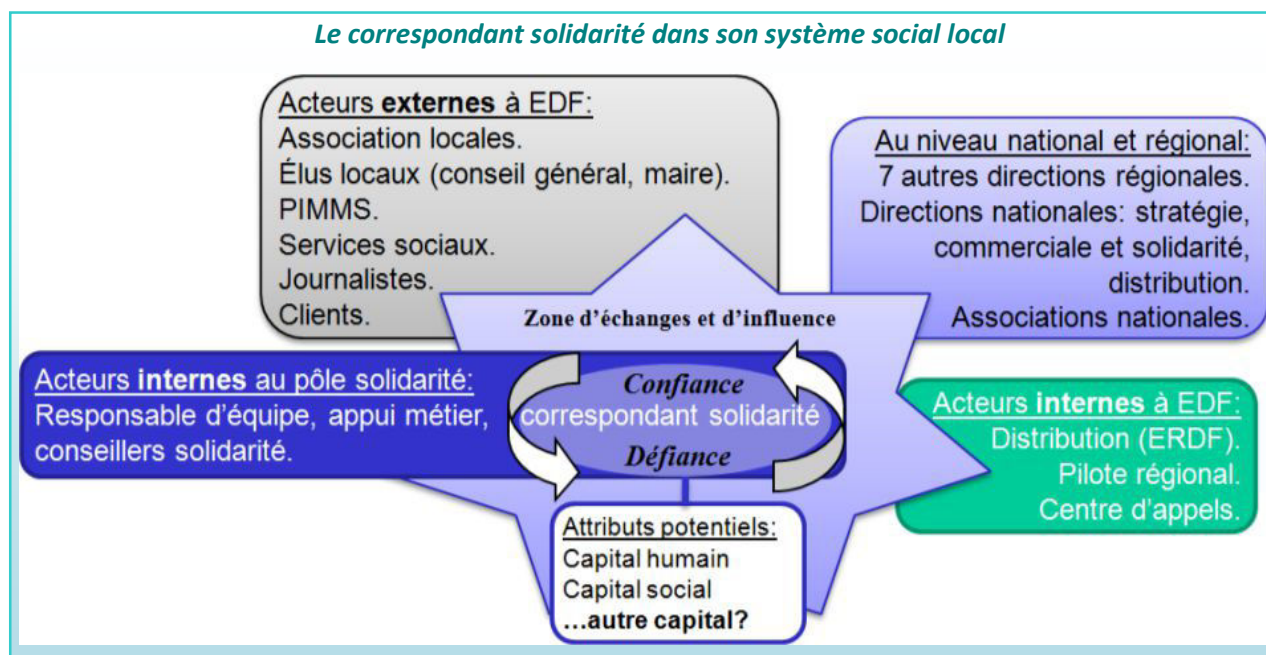 Le correspondant solidarité dans son système social local
Acteurs externes à EDF:
Association locales.
Élus locaux (conseil général, maire).
PIMMS.
Services sociaux.
Journalistes.
Clients.
Au niveau national et régional:
7 autres directions régionales.
Directions nationales: stratégie,
commerciale et solidarité,
distribution.
Associations nationales.
Zone d'échanges et d'influence
Acteurs internes au pôle solidarité:
Responsable d'équipe, appui métier,
conseillers solidarité.
Confiance
correspondant solidarité
Défiance
Acteurs internes à EDF:
Distribution (ERDF).
Pilote régional.
Centre d'appels.
Attributs potentiels:
Capital humain
Capital social
...autre capital?